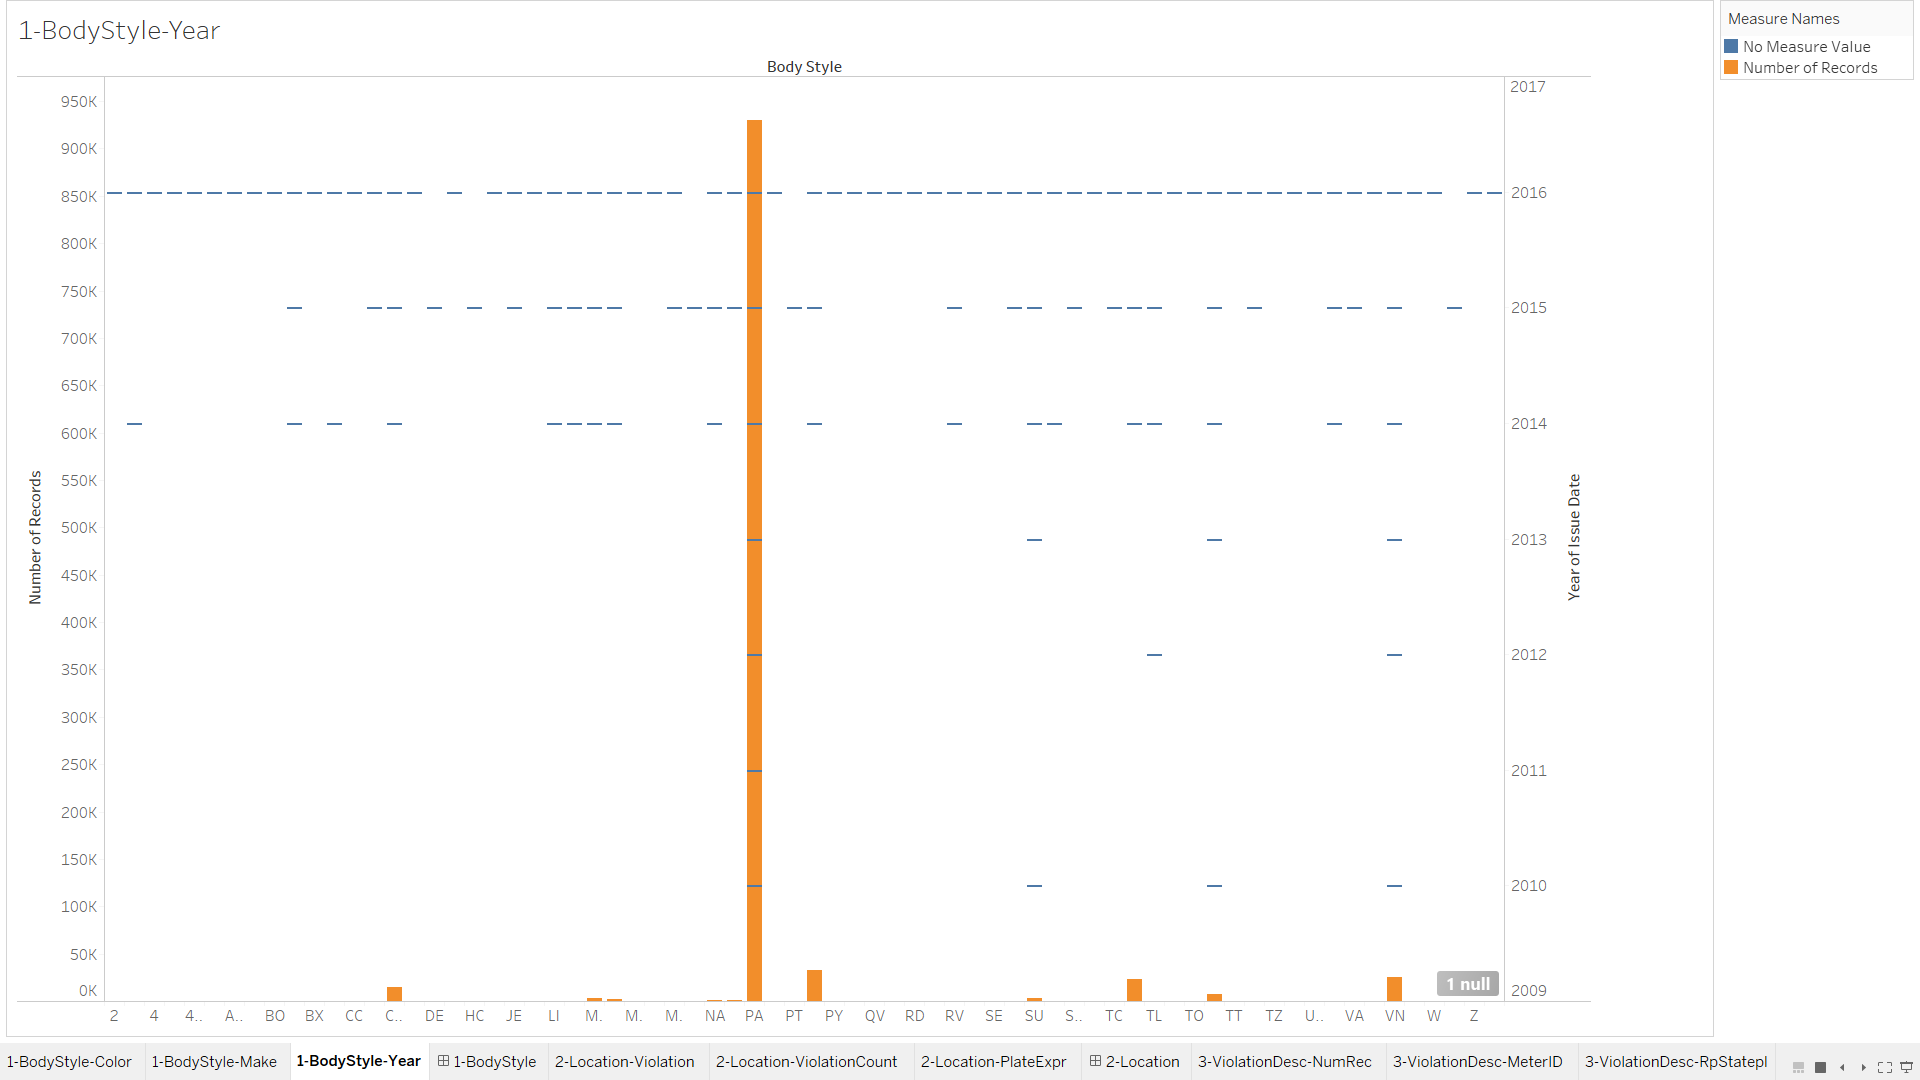 1-BodyStyle-Year
Measure Names
No Measure Value
Number of Records
Body Style
950K
900K
850K
800K
750K
700K
650K
600K
550K
500K
450K
400K
350K
300K
250K
200K
150K
100K
50K
0K
Number of Records
2017
2016
2015
2014
2013
2012
2011
2010
2009
Year of Issue Date
1 null
2 4 4.. A.. BO BX CC C.. DE HC JE LI M. M. M. NA PA PT PY QV RD RV SE SU S.. TC TL TO TT TZ U.. VA VN W Z
1-BodyStyle-Color 1-BodyStyle-Make 1-BodyStyle-Year 1-BodyStyle 2-Location-Violation 2-Location-ViolationCount 2-Location-PlateExpr 2-Location 3-ViolationDesc-NumRec 3-ViolationDesc-MeterID 3-ViolationDesc-RpStatepl